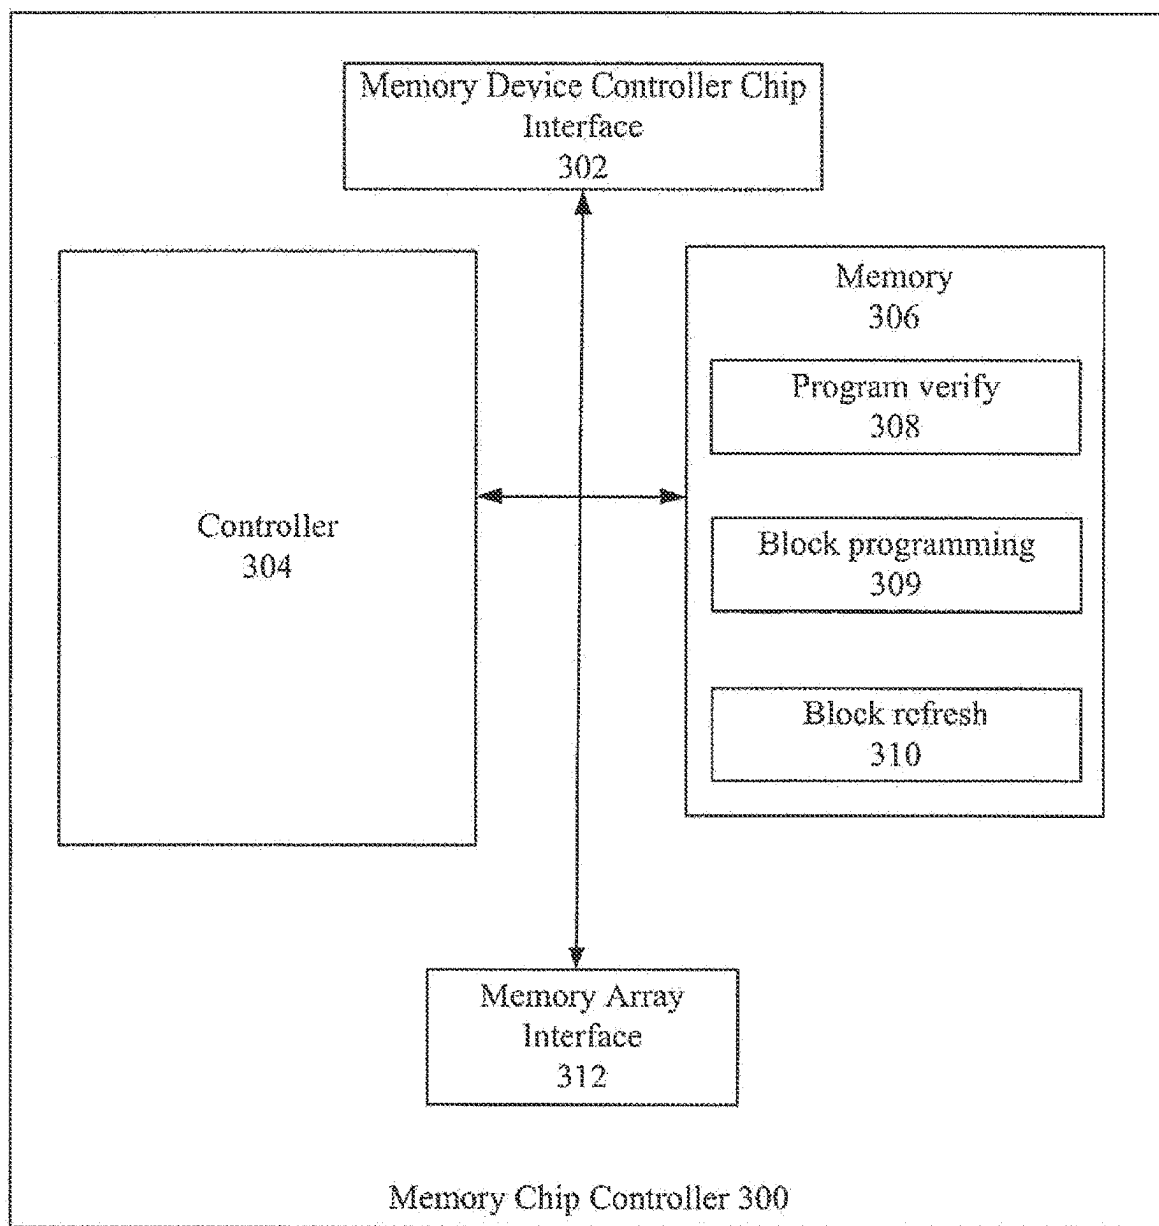 Memory Device Controller Chip
Interface
302
Controller
304
Memory
306
Program verify
308
Block programming
309
Block refresh
310
Memory Array
Interface
312
Memory Chip Controller 300